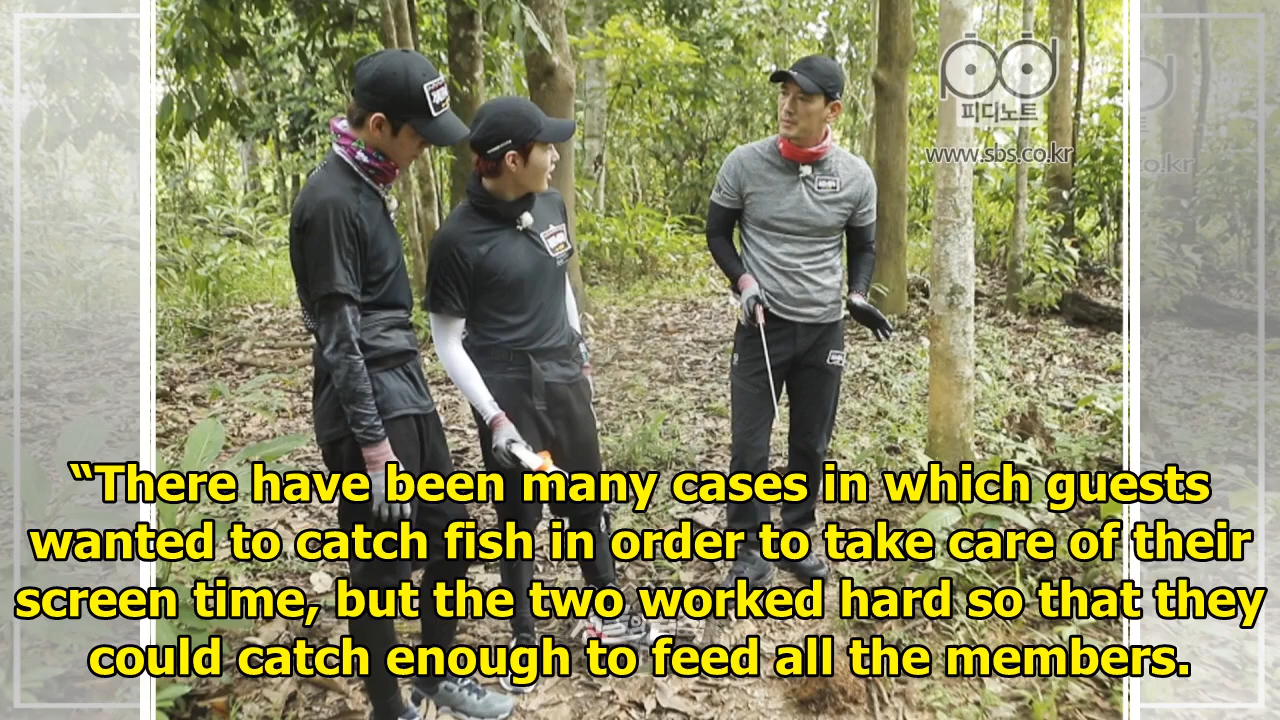 피디노트
www.sbs.co.kr
co.kr
“There have been many cases in which guests
wanted to catch fish in order to take care of their
screen time, but the two worked hard so that they
could catch enough to feed all the members.